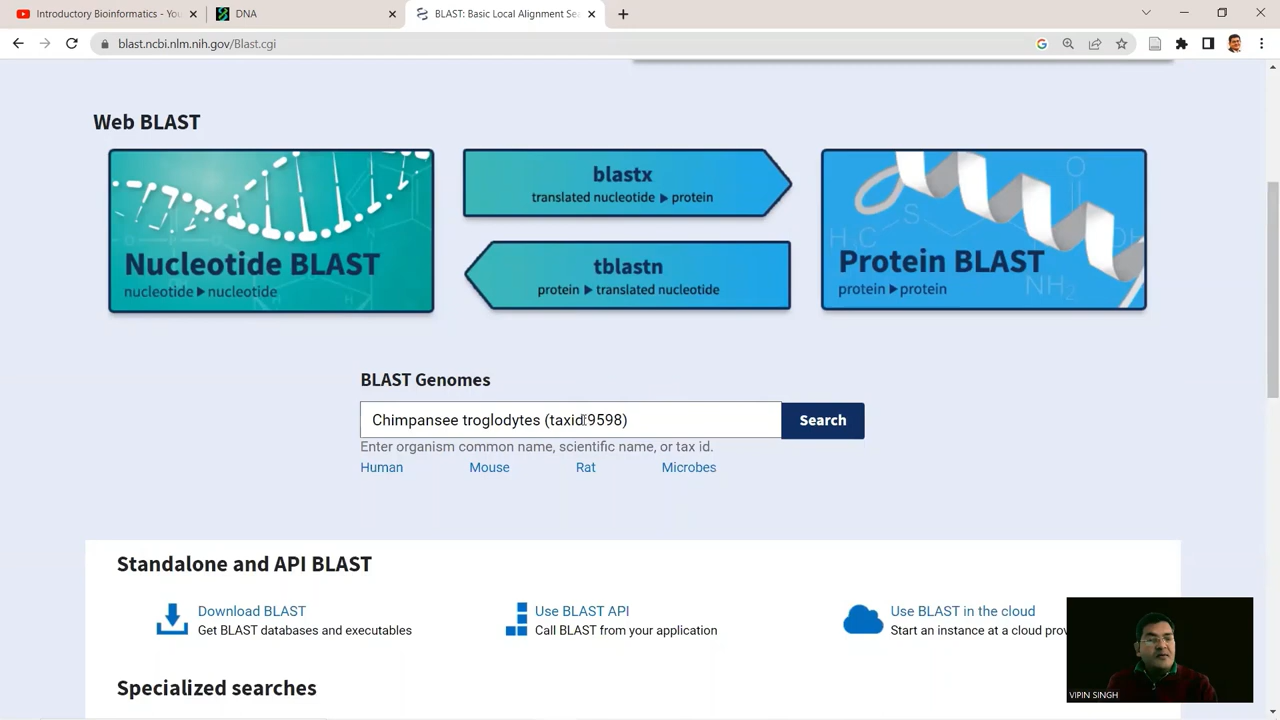 Introductory Bioinformatics - You
DNA
BLAST: Basic Local Alignment Sea
blast.ncbi.nlm.nih.gov/Blast.cgi
Web BLAST
Nucleotide BLAST
nucleotide ▶ nucleotide
blastx
translated nucleotide ▶ protein
tblastn
protein ▶ translated nucleotide
H C S O
OH
NH2
Protein BLAST
protein ▶ protein
BLAST Genomes
Chimpansee troglodytes (taxid:9598)
Search
Enter organism common name, scientific name, or tax id.
Human Mouse Rat Microbes
Standalone and API BLAST
Download BLAST
Get BLAST databases and executables
Use BLAST API
Call BLAST from your application
Use BLAST in the cloud
Start an instance at a cloud prov
VIPIN SINGH
Specialized searches